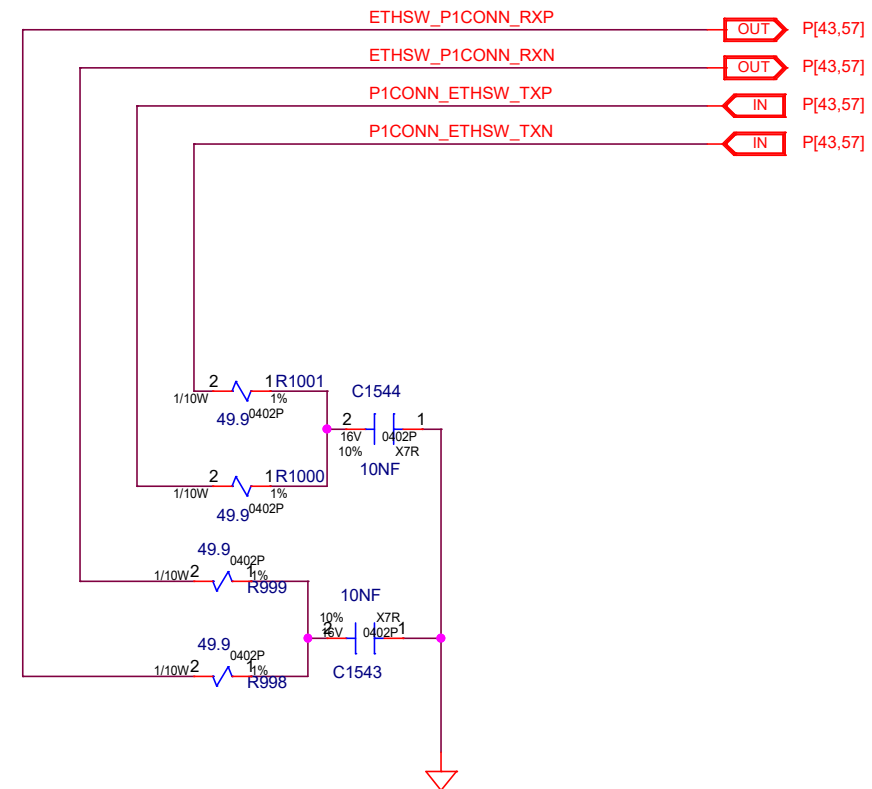 ETHSW_P1CONN_RXP
OUT P[43,57]
ETHSW_P1CONN_RXN
OUT P[43,57]
P1CONN_ETHSW_TXP
IN P[43,57]
P1CONN_ETHSW_TXN
IN P[43,57]
2 1 R1001
1/10W 1%
49.9 0402P
C1544
2 1
16V 0402P
10% X7R
10NF
2 1 R1000
1/10W 1%
49.9 0402P
49.9
0402P
1/10W 2 1 1%
R999
10NF
10% X7R
2 16V 0402P 1
C1543
49.9
0402P
1/10W 2 1 1%
R998